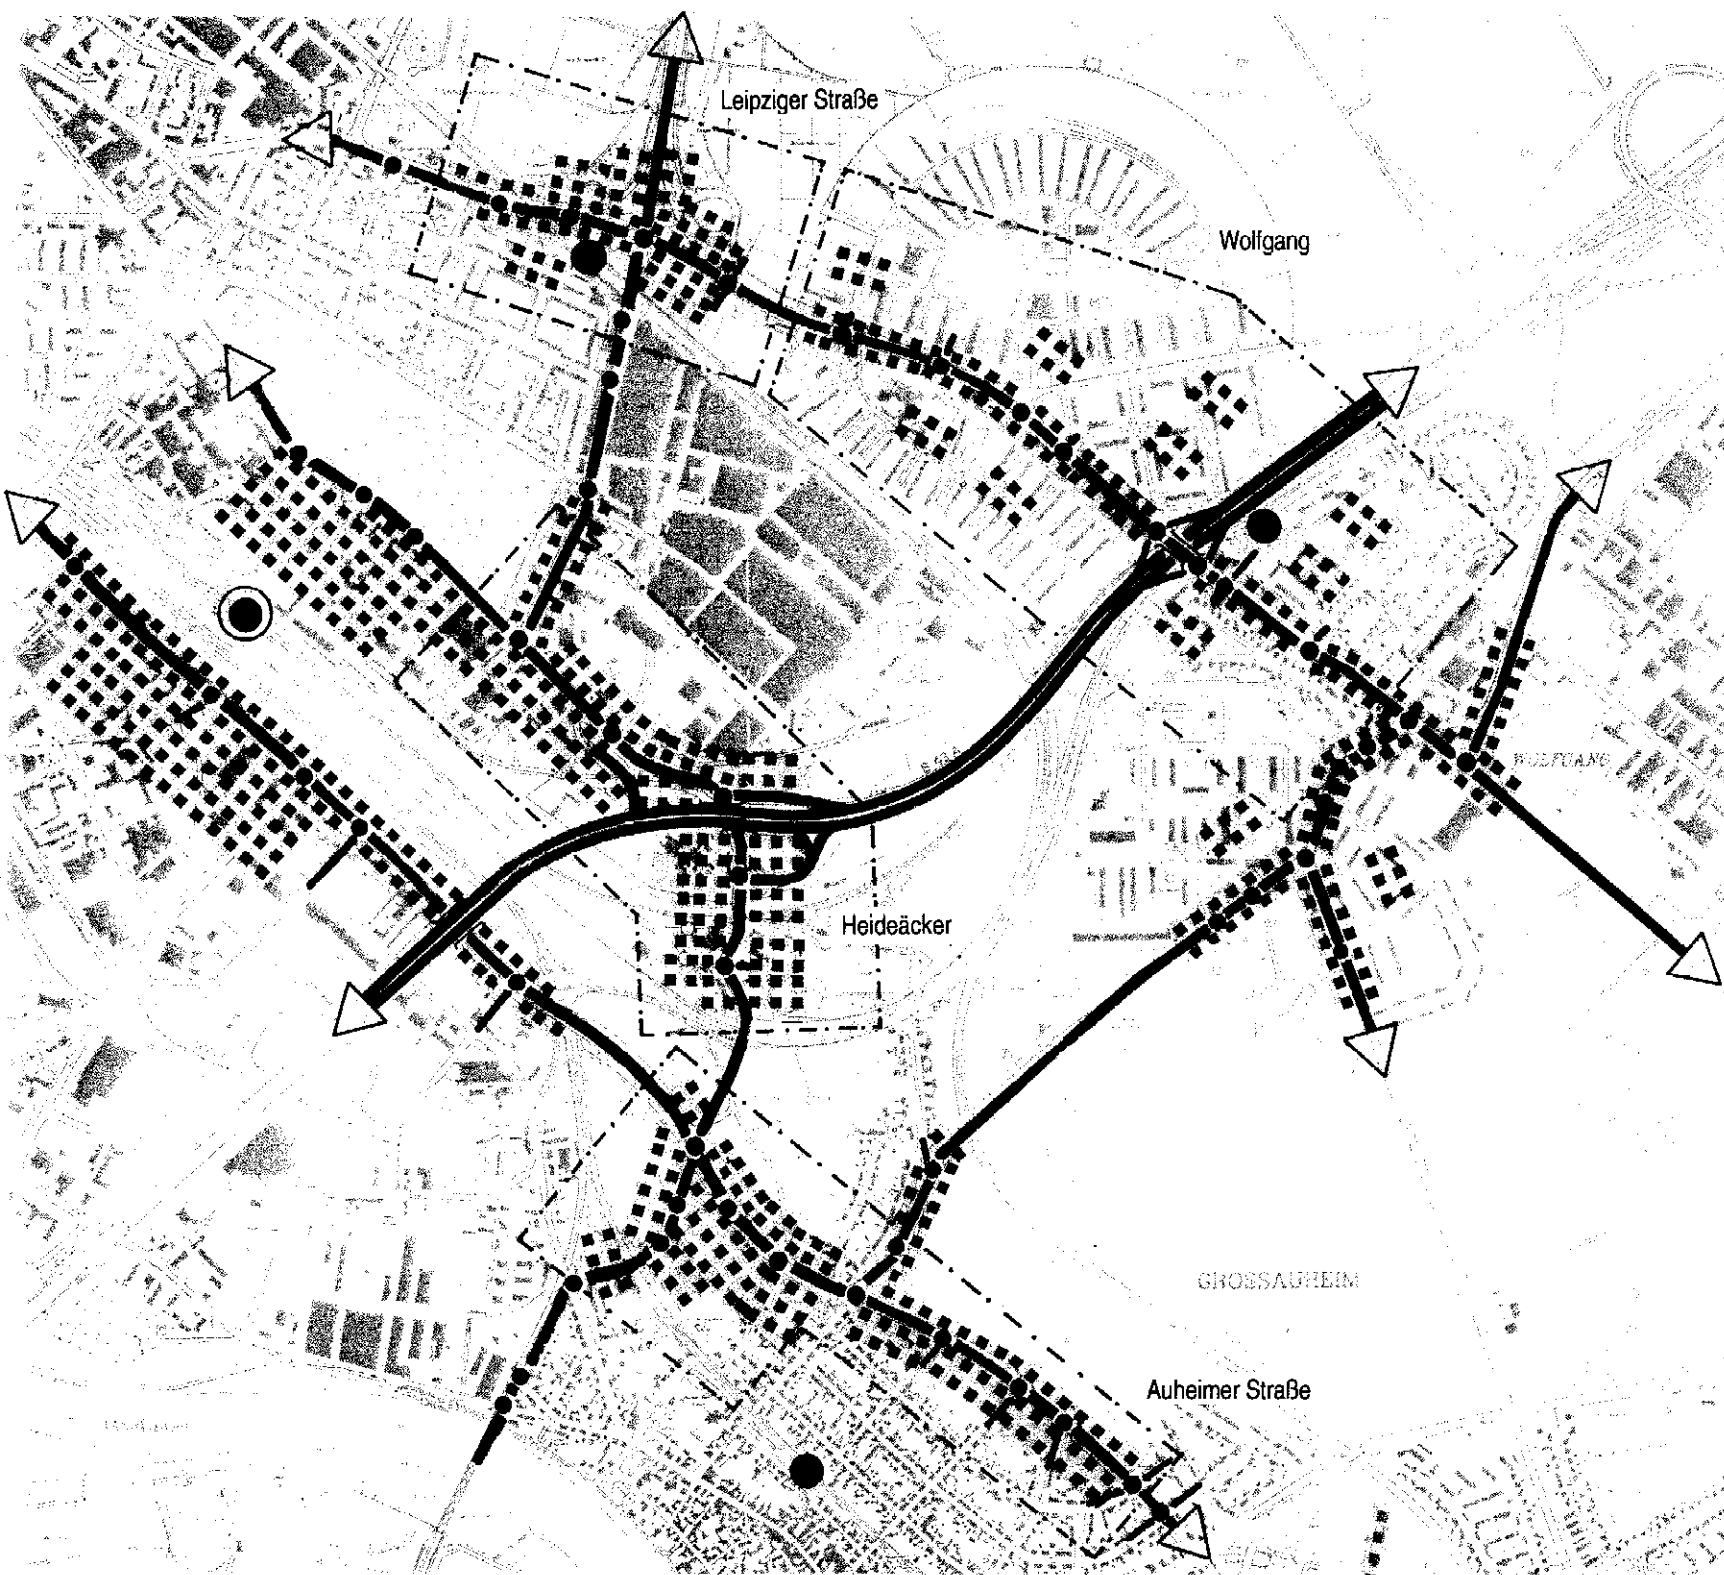 Leipziger Straße
Wolfgang
WOLFGANG
Heideäcker
GROSSAUHEIM
Auheimer Straße